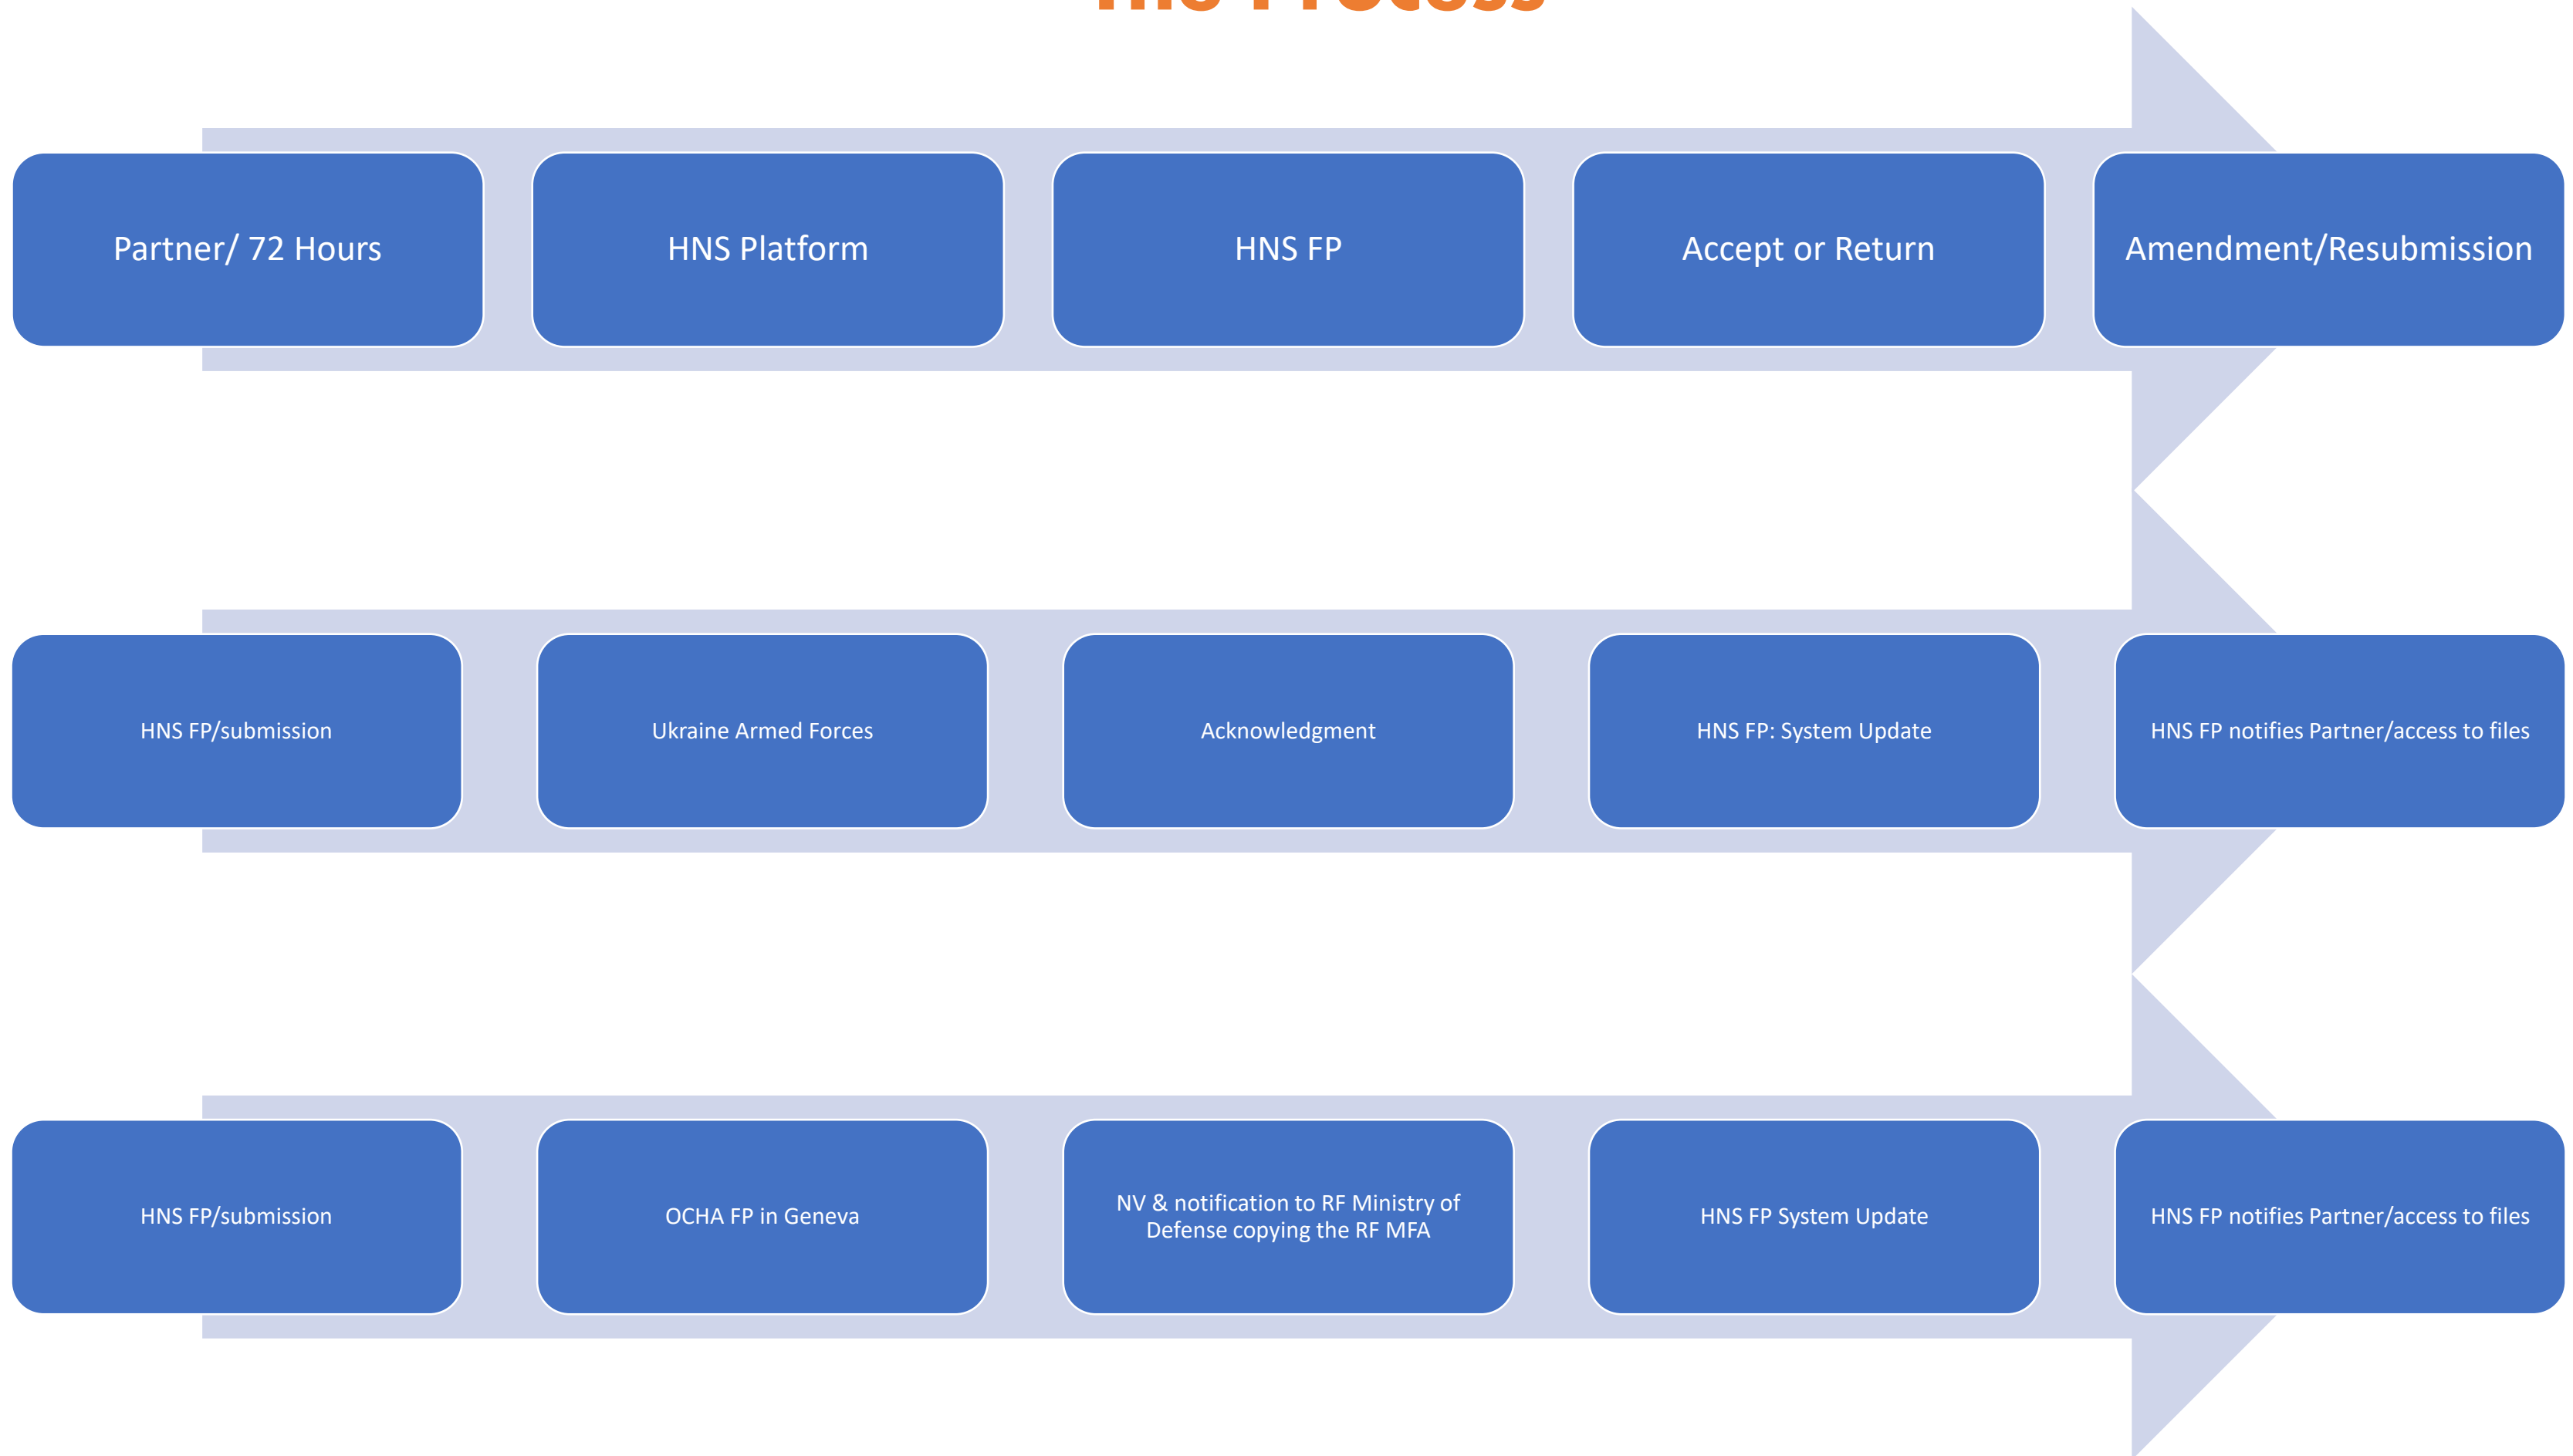 The Process
Partner/ 72 Hours
HNS Platform
HNS FP
Accept or Return
Amendment/Resubmission
HNS FP/submission
Ukraine Armed Forces
Acknowledgment
HNS FP: System Update
HNS FP notifies Partner/access to files
HNS FP/submission
OCHA FP in Geneva
NV & notification to RF Ministry of
Defense copying the RF MFA
HNS FP System Update
HNS FP notifies Partner/access to files